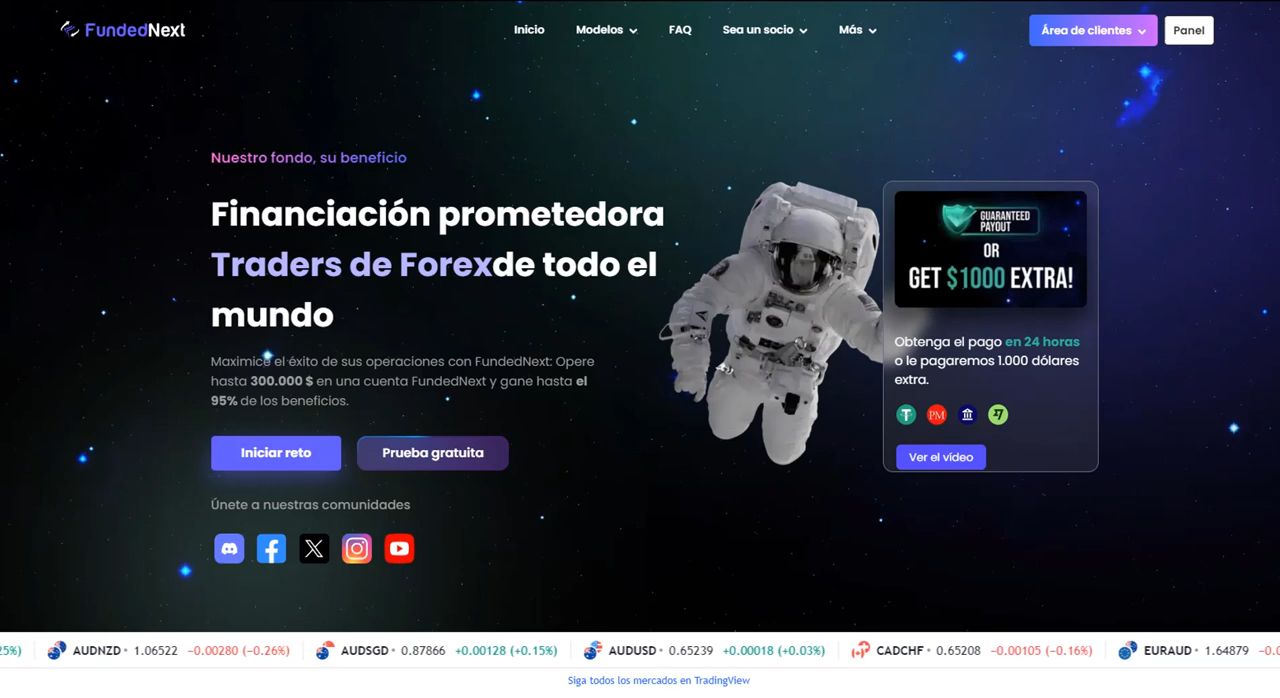 FundedNext
Inicio
Modelos
FAQ
Sea un socio
Más
Área de clientes
Panel
Nuestro fondo, su beneficio
Financiación prometedora
Traders de Forexde todo el
mundo
Maximice el éxito de sus operaciones con FundedNext: Opere
hasta 300.000 $ en una cuenta FundedNext y gane hasta el
95% de los beneficios.
Iniciar reto
Prueba gratuita
Únete a nuestras comunidades
GUARANTEED
PAYOUT
OR
GET $1000 EXTRA!
Obtenga el pago en 24 horas
o le pagaremos 1.000 dólares
extra.
PM
Ver el vídeo
25%)
AUDNZD • 1.06522 −0.00280 (−0.26%)
AUDSGD • 0.87866 +0.00128 (+0.15%)
AUDUSD • 0.65239 +0.00018 (+0.03%)
CADCHF • 0.65208 −0.00105 (−0.16%)
EURAUD • 1.64879 −0.0
Siga todos los mercados en TradingView